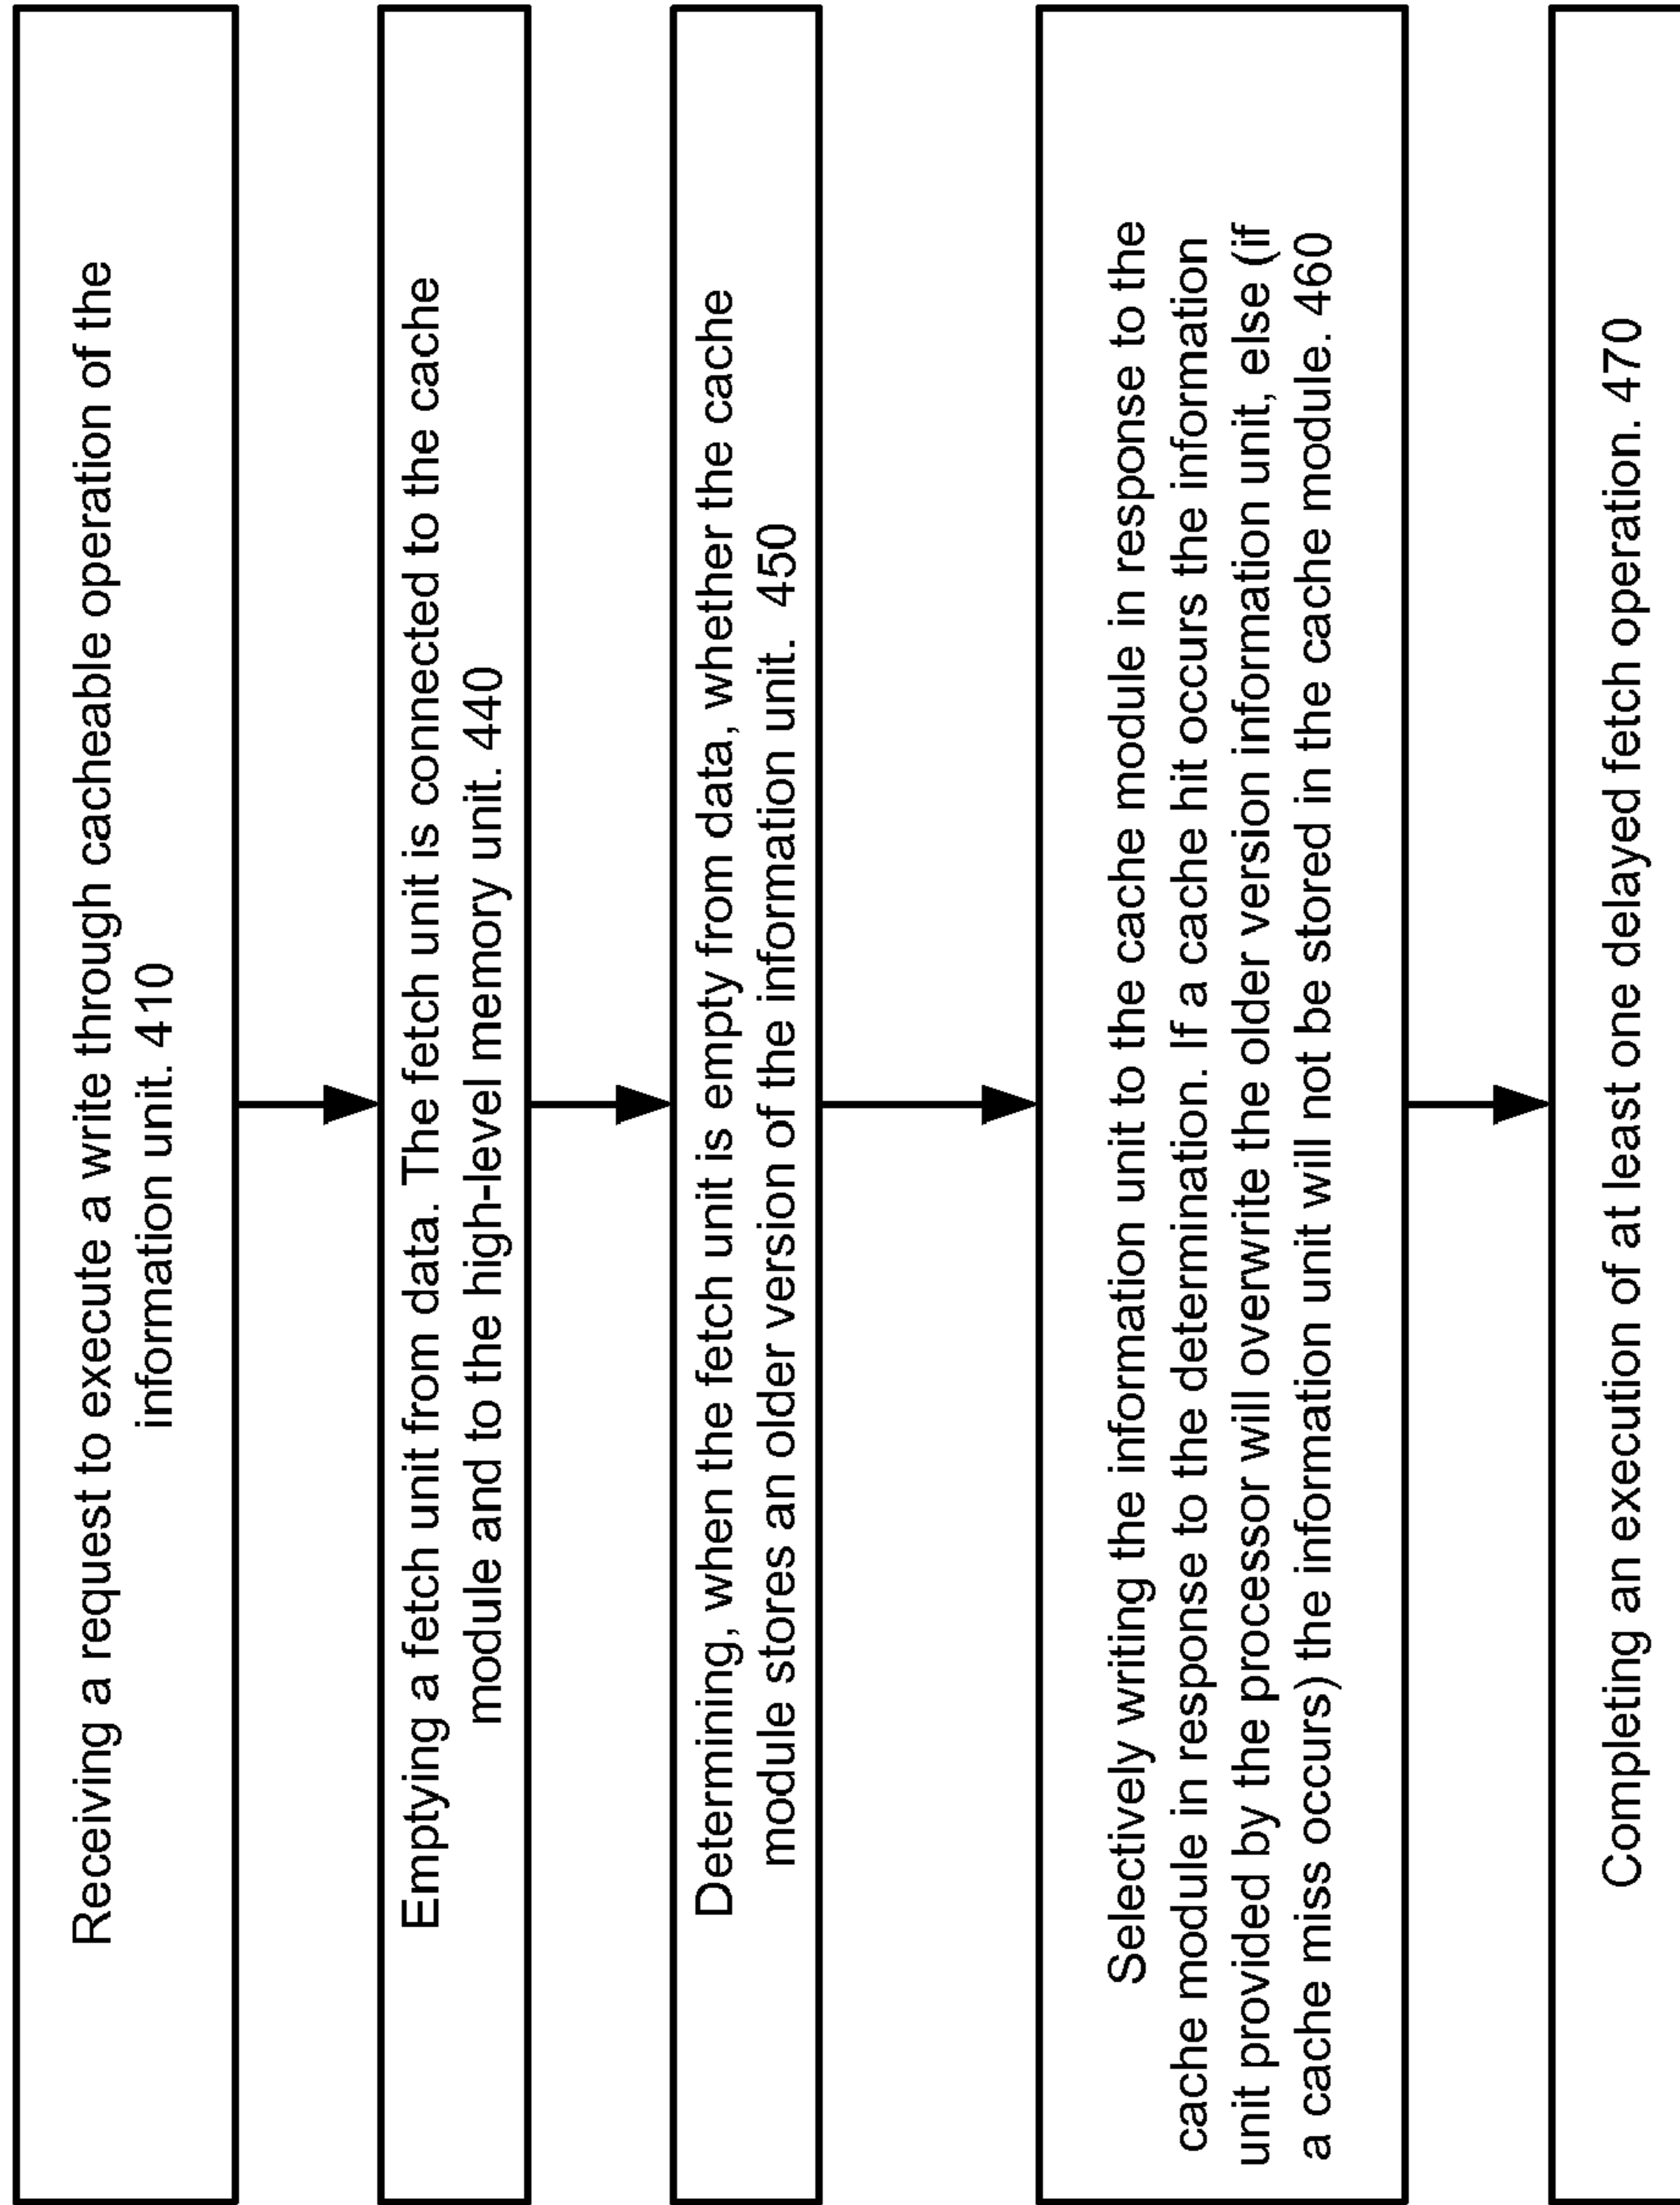 Receiving a request to execute a write through cacheable operation of the
information unit. 410
Emptying a fetch unit from data. The fetch unit is connected to the cache
module and to the high-level memory unit. 440
Determining, when the fetch unit is empty from data, whether the cache
module stores an older version of the information unit. 450
Selectively writing the information unit to the cache module in response to the
cache module in response to the determination. If a cache hit occurs the information
unit provided by the processor will overwrite the older version information unit, else (if
a cache miss occurs) the information unit will not be stored in the cache module. 460
Completing an execution of at least one delayed fetch operation. 470